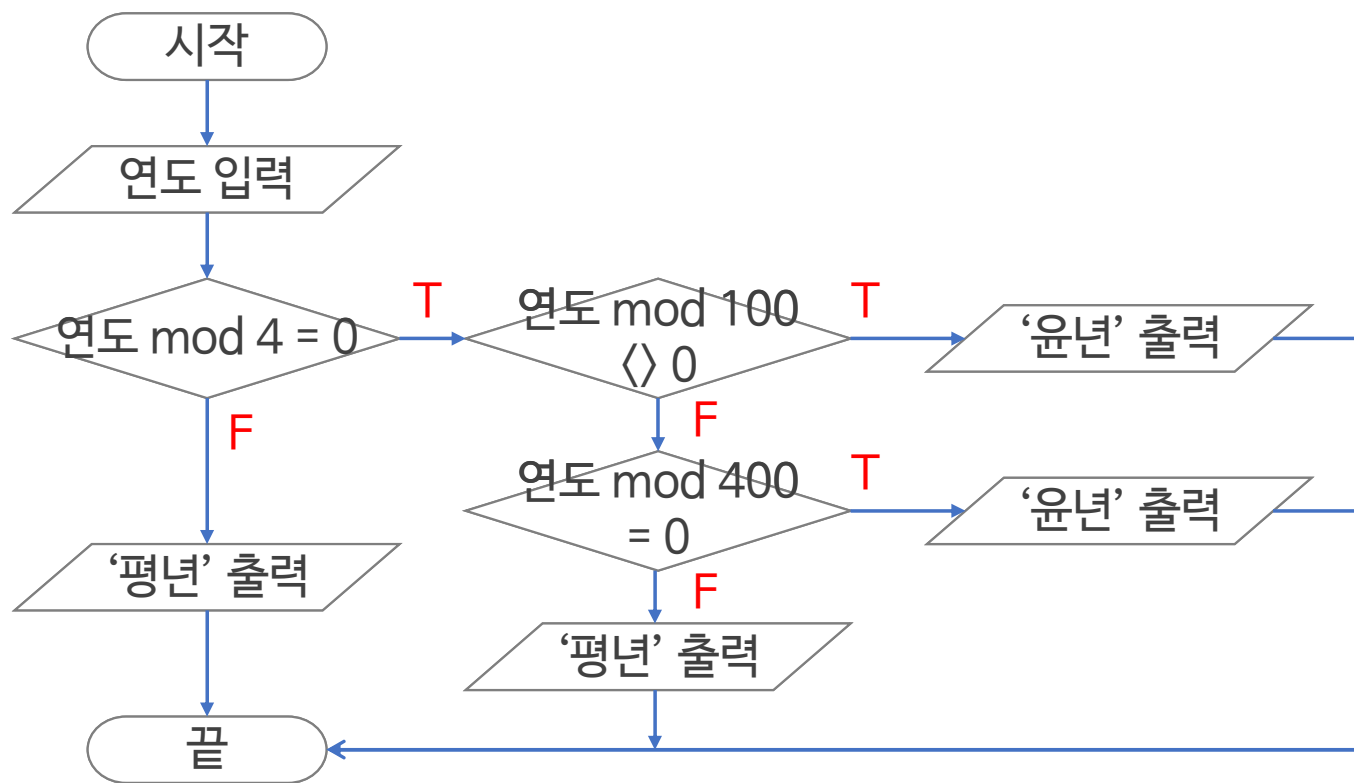 시작
연도 입력
연도 mod 4 = 0
T
연도 mod 100
<> 0
T
‘윤년’ 출력
F
F
연도 mod 400
= 0
T
‘윤년’ 출력
‘평년’ 출력
F
‘평년’ 출력
끝